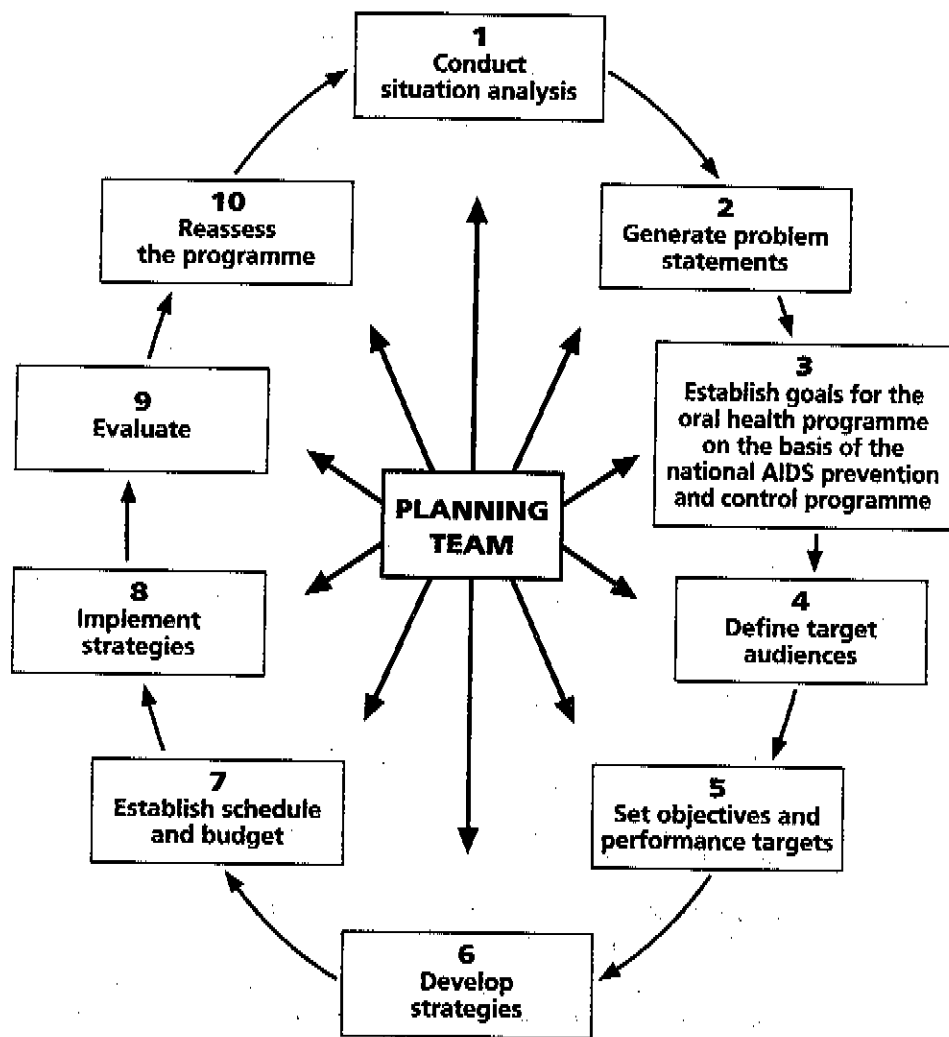 1
Conduct
situation analysis
2
Generate problem
statements
3
Establish goals for the
oral health programme
on the basis of the
national AIDS prevention
and control programme
4
Define target
audiences
5
Set objectives and
performance targets
6
Develop
strategies
7
Establish schedule
and budget
8
Implement
strategies
9
Evaluate
10
Reassess
the programme
PLANNING
TEAM